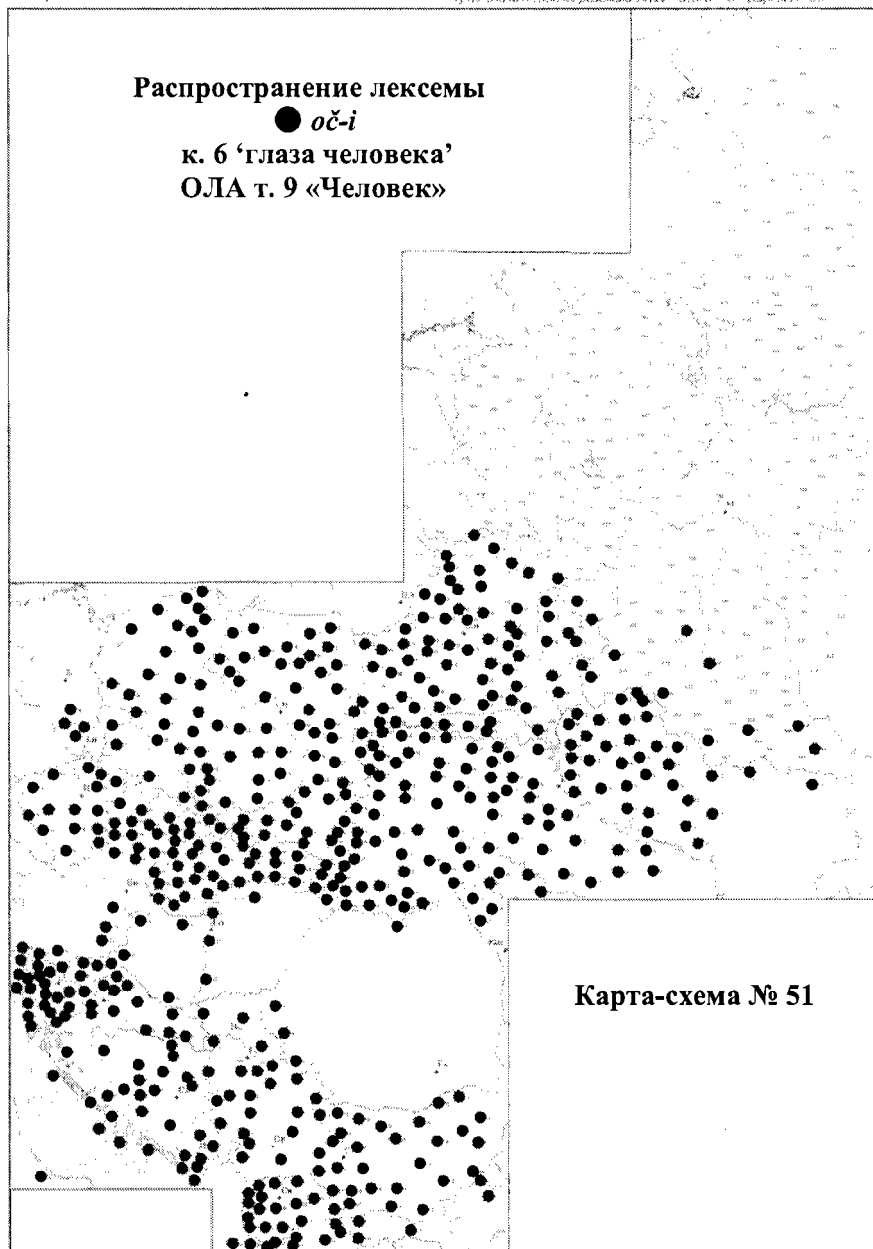 Распространение лексемы
● oč-i
к. 6 ‘глаза человека’
ОЛА т. 9 «Человек»
Карта-схема № 51